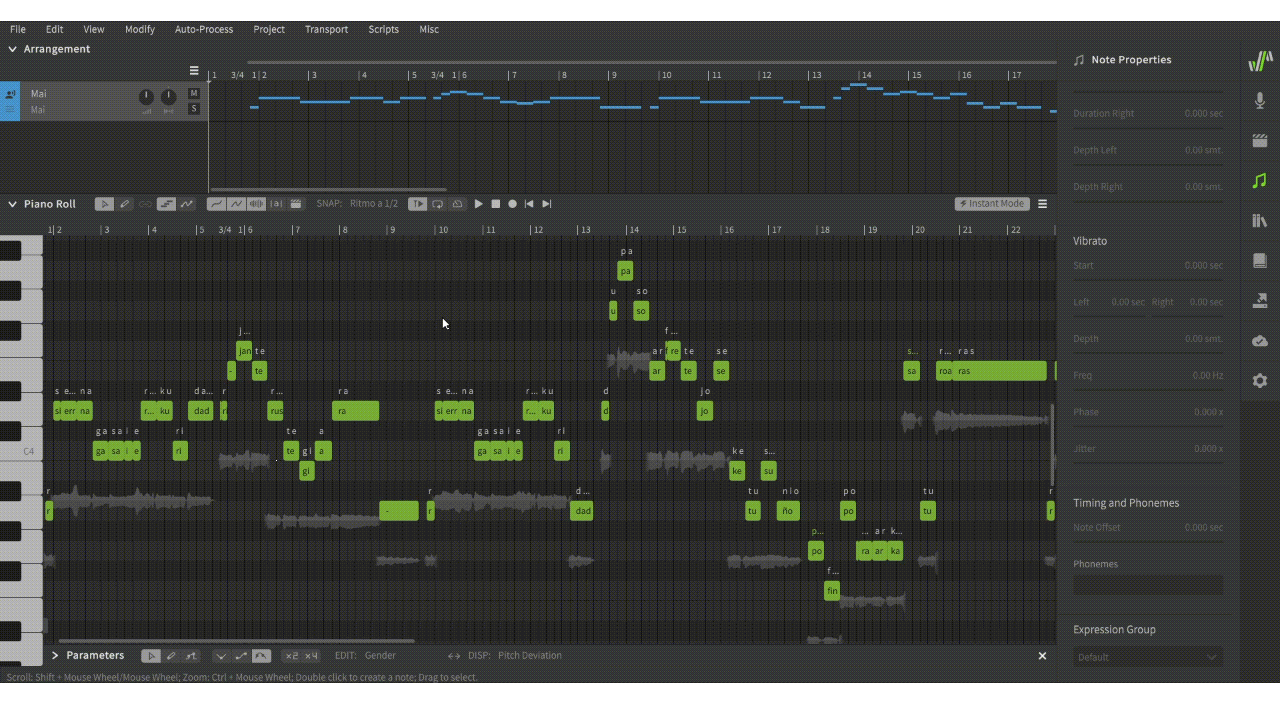 File Edit View Modify Auto-Process Project Transport Scripts Misc
Arrangement
Note Properties
1 3/4 1 2 3 4 5 3/4 1 6 7 8 9 10 11 12 13 14 15 16 17
Mai M
Mai S
Duration Right 0.000 sec
Depth Left 0.00 smt.
Depth Right 0.00 smt.
Piano Roll SNAP: Ritmo a 1/2 Instant Mode
1 2 3 4 5 3/4 1 6 7 8 9 10 11 12 13 14 15 16 17 18 19 20 21 22
Vibrato
pa
Start 0.000 sec
pa
u so
Left 0.00 sec Right 0.00 sec
u so
j... f...
Depth 0.00 smt.
jan te ar re te se s... r... ras
- te ar te se sa roa ras
Freq 0.00 Hz
s e... na r... ku da... r r... ra s e... na r... ku d jo
si err na r... ku dad ri rus ra si err na r... ku d jo
Phase 0.000 x
ga sa i e ri te a ga sa i e ri
C4 ga sa i e ri te gi a ga sa i e ri ke s...
Jitter 0.000 x
gi ke su
r r d... tu nio po tu r
r - r dad tu ño po tu r
Timing and Phonemes
Note Offset 0.000 sec
p... ... ar k...
po ra ar ka
Phonemes
f...
fin
Expression Group
Parameters ×2 ×4 EDIT: Gender DISP: Pitch Deviation
Default
Scroll: Shift + Mouse Wheel/Mouse Wheel; Zoom: Ctrl + Mouse Wheel; Double click to create a note; Drag to select.